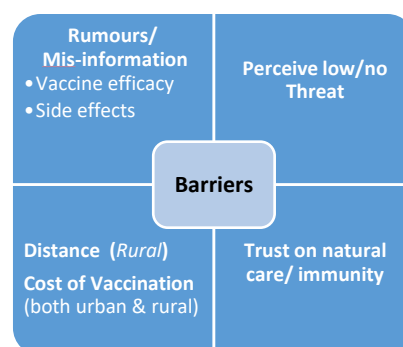 Rumours/
Mis-information
•Vaccine efficacy
•Side effects
Perceive low/no
Threat
Barriers
Distance (Rural)
Cost of Vaccination
(both urban & rural)
Trust on natural
care/ immunity